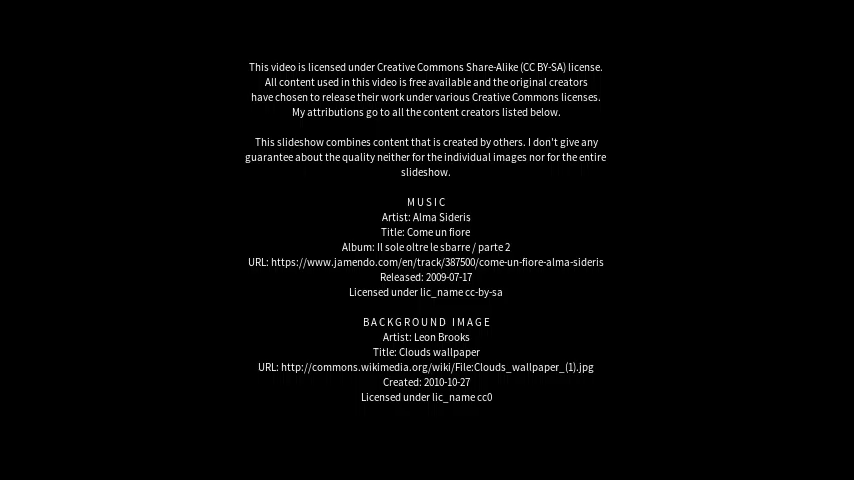 This video is licensed under Creative Commons Share-Alike (CC BY-SA) license.
All content used in this video is free available and the original creators
have chosen to release their work under various Creative Commons licenses.
My attributions go to all the content creators listed below.
This slideshow combines content that is created by others. I don't give any
guarantee about the quality neither for the individual images nor for the entire
slideshow.
MUSIC
Artist: Alma Sideris
Title: Come un fiore
Album: Il sole oltre le sbarre / parte 2
URL: https://www.jamendo.com/en/track/387500/come-un-fiore-alma-sideris
Released: 2009-07-17
Licensed under lic_name cc-by-sa
BACKGROUND IMAGE
Artist: Leon Brooks
Title: Clouds wallpaper
URL: http://commons.wikimedia.org/wiki/File:Clouds_wallpaper_(1).jpg
Created: 2010-10-27
Licensed under lic_name cc0